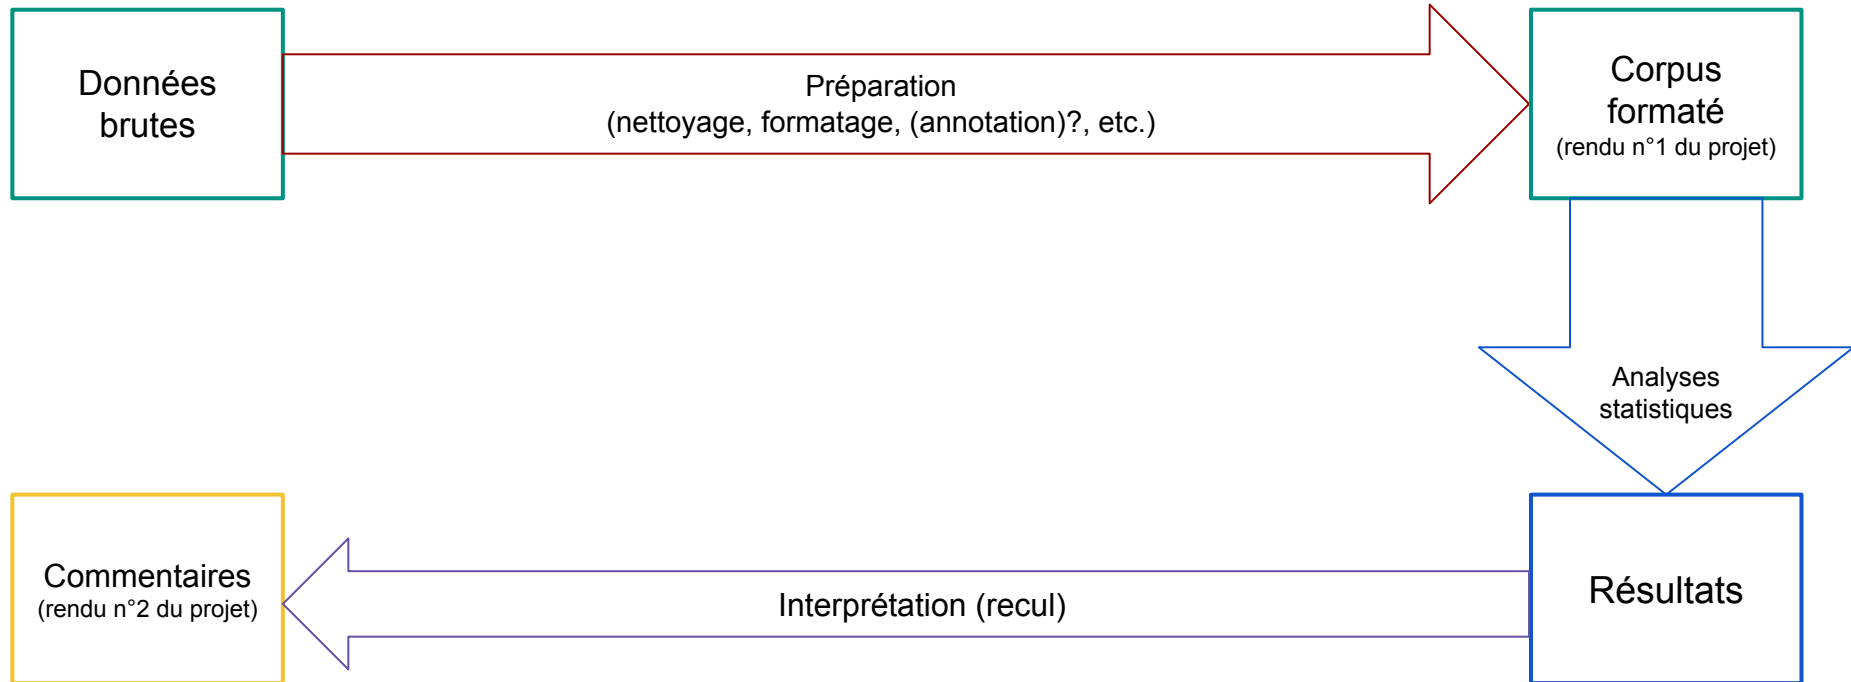 Données
brutes
Préparation
(nettoyage, formatage, (annotation)?, etc.)
Corpus
formaté
(rendu n°1 du projet)
Analyses
statistiques
Résultats
Interprétation (recul)
Commentaires
(rendu n°2 du projet)